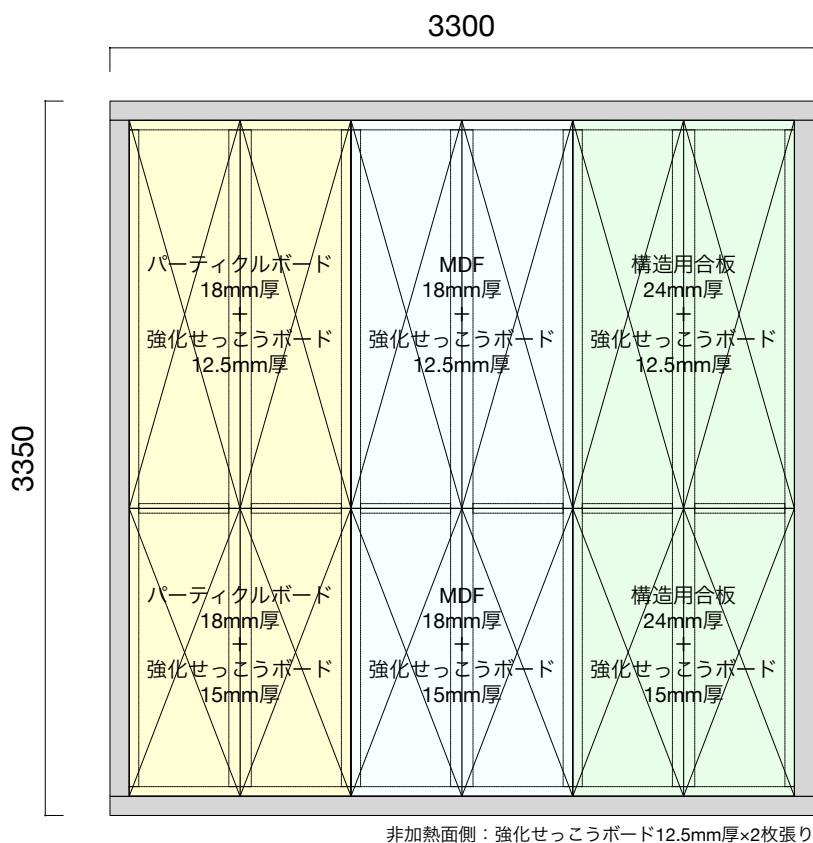 3300
3350
パーティクルボード
18mm厚
+
強化せっこうボード
12.5mm厚
MDF
18mm厚
+
強化せっこうボード
12.5mm厚
構造用合板
24mm厚
+
強化せっこうボード
12.5mm厚
パーティクルボード
18mm厚
+
強化せっこうボード
15mm厚
MDF
18mm厚
+
強化せっこうボード
15mm厚
構造用合板
24mm厚
+
強化せっこうボード
15mm厚
非加熱面側：強化せっこうボード12.5mm厚×2枚張り